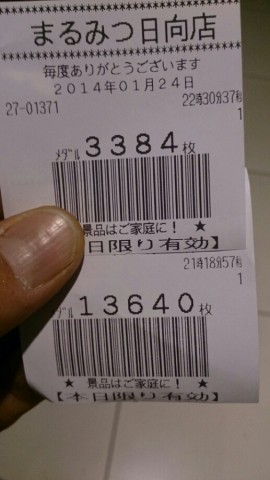 まるみつ日向店
毎度ありがとうございます
2014年01月24日
27-01371 22時30分37秒
1
メダル 3384枚
景品はご家庭に! ★
日限り有効】
21時18分57秒
1
ダル 13640枚
★ 景品はご家庭に! ★
【本日限り有効】